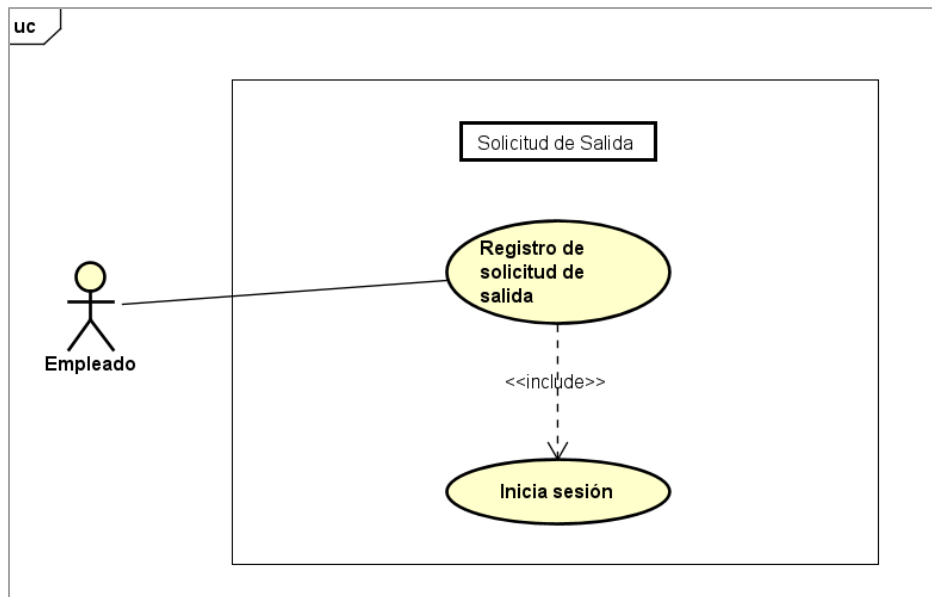 uc
Solicitud de Salida
Registro de
solicitud de
salida
Empleado
<<include>>
Inicia sesión